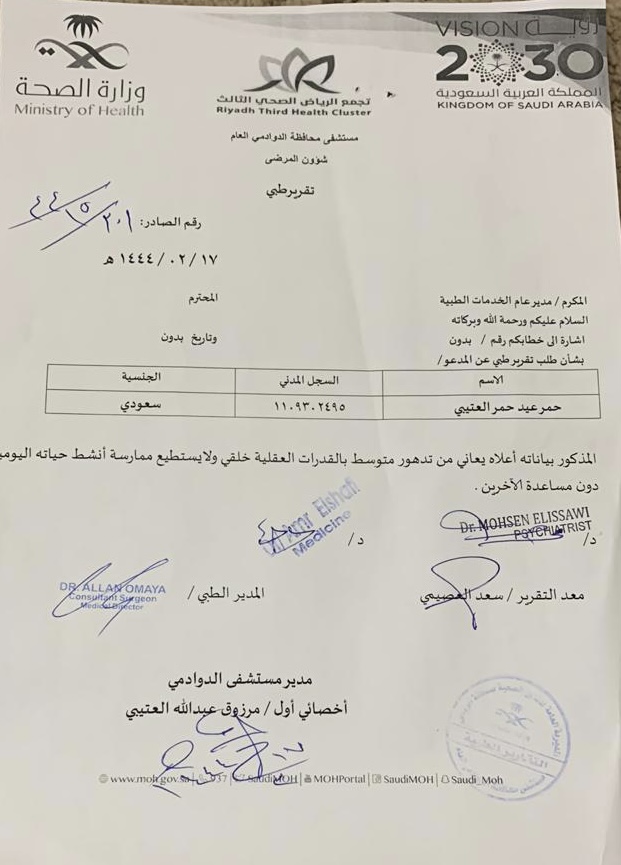 رؤيـــة VISION
2030
المملكة العربية السعودية
KINGDOM OF SAUDI ARABIA
تجمع الرياض الصحي الثالث
Riyadh Third Health Cluster
وزارة الصحة
Ministry of Health
مستشفى محافظة الدوادمي العام
شؤون المرضى
تقريرطبي
رقم الصادر:
١٤٤٤/٠٢/١٧ هـ
المكرم / مديرعام الخدمات الطبية المحترم
السلام عليكم ورحمة الله وبركاته
اشارة الى خطابكم رقم / بدون وتاريخ بدون
بشأن طلب تقريرطبي عن المدعو/
الاسم السجل المدني الجنسية
حمرعيد حمر العتيبي ١١٠٩٣٠٢٤٩٥ سعودي
المذكور بياناته أعلاه يعاني من تدهور متوسط بالقدرات العقلية خلقي ولايستطيع ممارسة أنشط حياته اليومي
دون مساعدة الآخرين .
Dr. MOHSEN ELISSAWI
PSYCHIATRIST
د/
Amr Elshafi
Medicine
د/
معد التقرير / سعد العصيمي
المدير الطبي /
DR. ALLAN OMAYA
Consultant Surgeon
Medical Director
مدير مستشفى الدوادمي
أخصائي أول / مرزوق عبدالله العتيبي
التقارير الطبية
www.moh.gov.sa | 937 | SaudiMOH | MOHPortal | SaudiMOH | Saudi_Moh